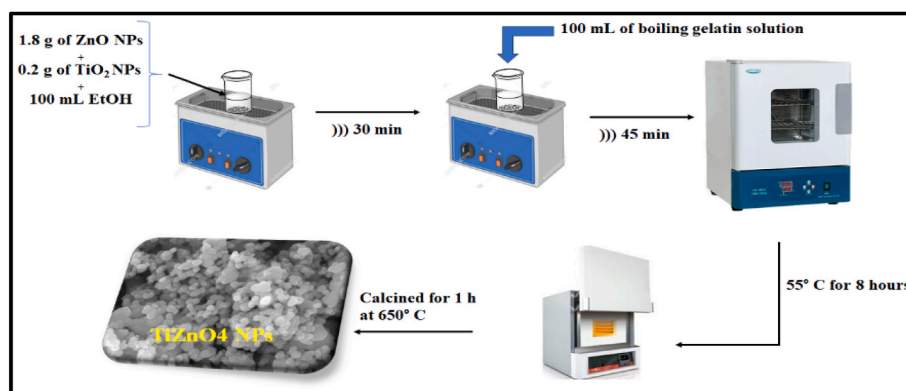 1.8 g of ZnO NPs
+
0.2 g of TiO2 NPs
+
100 mL EtOH
100 mL of boiling gelatin solution
))) 30 min
))) 45 min
55° C for 8 hours
Calcined for 1 h
at 650° C
TiZnO4 NPs